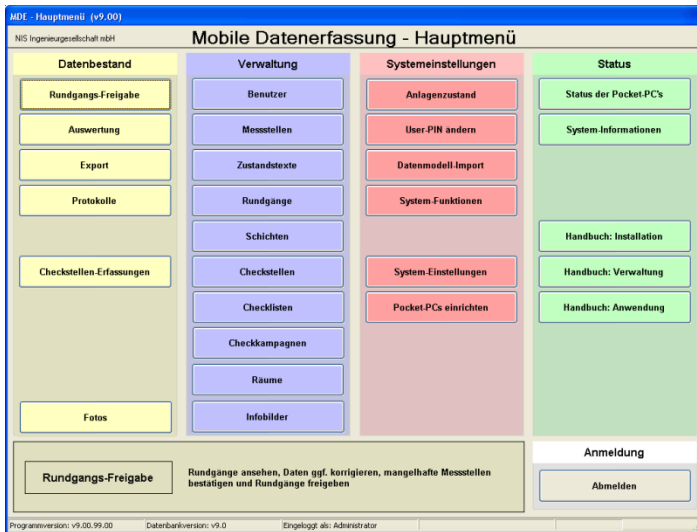 MDE - Hauptmenü (v9.00)
NIS Ingenieurgesellschaft mbH
Mobile Datenerfassung - Hauptmenü
Datenbestand
Rundgangs-Freigabe
Auswertung
Export
Protokolle
Checkstellen-Erfassungen
Fotos
Verwaltung
Benutzer
Messstellen
Zustandstexte
Rundgänge
Schichten
Checkstellen
Checklisten
Checkkampagnen
Räume
Infobilder
Systemeinstellungen
Anlagenzustand
User-PIN ändern
Datenmodell-Import
System-Funktionen
System-Einstellungen
Pocket-PCs einrichten
Status
Status der Pocket-PC's
System-Informationen
Handbuch: Installation
Handbuch: Verwaltung
Handbuch: Anwendung
Rundgangs-Freigabe
Rundgänge ansehen, Daten ggf. korrigieren, mangelhafte Messstellen
bestätigen und Rundgänge freigeben
Anmeldung
Abmelden
Programmversion: v9.00.99.00
Datenbankversion: v9.0
Eingeloggt als: Administrator